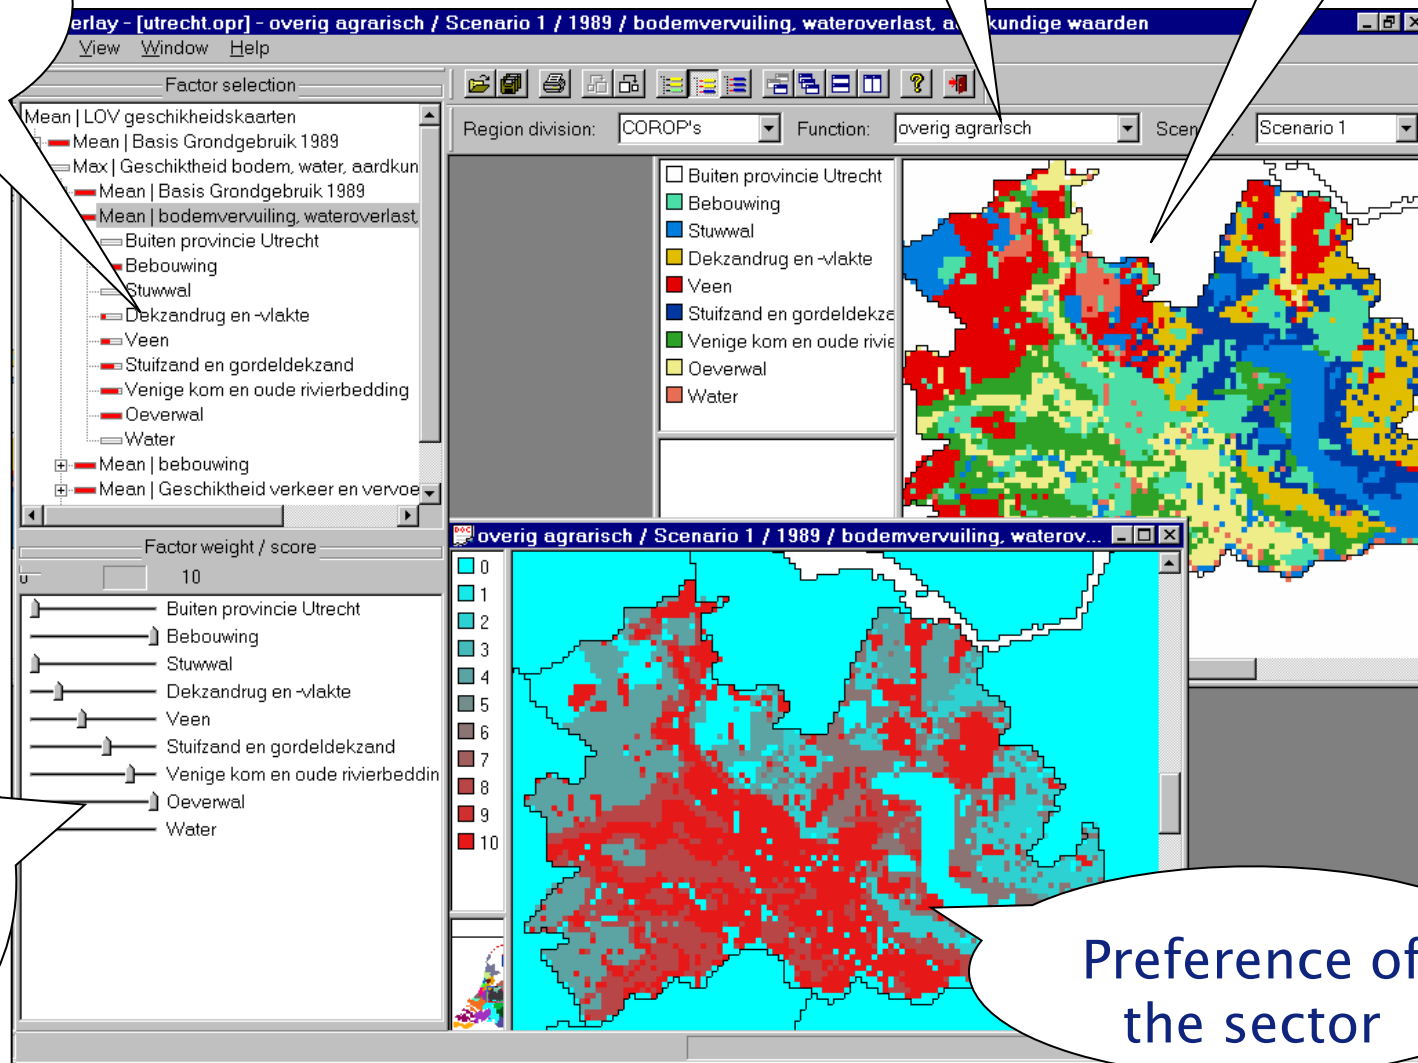 erlay - [utrecht.opr] - overig agrarisch / Scenario 1 / 1989 / bodemvervuiling, wateroverlast, aa kundige waarden
View Window Help
Factor selection
Mean | LOV geschikheidskaarten
Mean | Basis Grondgebruik 1989
Max | Geschiktheid bodem, water, aardkun
Mean | Basis Grondgebruik 1989
Mean | bodemvervuiling, wateroverlast,
Buiten provincie Utrecht
Bebouwing
Stuwwal
Dekzandrug en -vlakte
Veen
Stuifzand en gordeldekzand
Venige kom en oude rivierbedding
Oeverwal
Water
Mean | bebouwing
Mean | Geschiktheid verkeer en vervoe
Region division: COROP's Function: overig agrarisch Scen : Scenario 1
Buiten provincie Utrecht
Bebouwing
Stuwwal
Dekzandrug en -vlakte
Veen
Stuifzand en gordeldekza
Venige kom en oude rivie
Oeverwal
Water
Factor weight / score
10
Buiten provincie Utrecht
Bebouwing
Stuwwal
Dekzandrug en -vlakte
Veen
Stuifzand en gordeldekzand
Venige kom en oude rivierbeddin
Oeverwal
Water
overig agrarisch / Scenario 1 / 1989 / bodemvervuiling, waterov...
0
1
2
3
4
5
6
7
8
9
10
Preference of
the sector